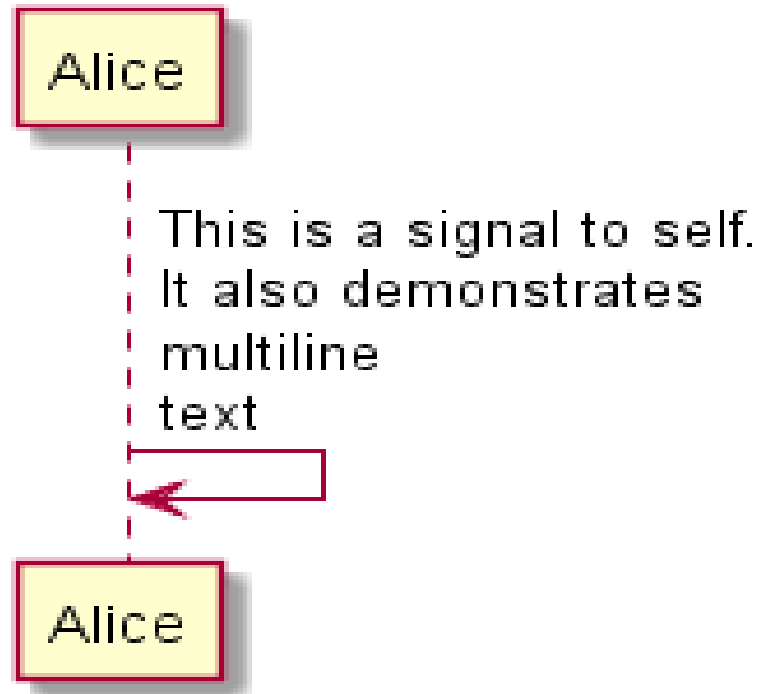 Alice
This is a signal to self.
It also demonstrates
multiline
text
Alice